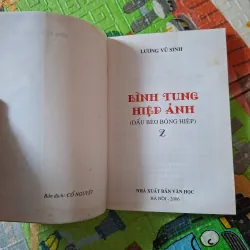 LƯƠNG VŨ SINH
BÌNH TUNG
HIỆP ẢNH
(DẤU BÈO BÓNG HIỆP)
2
Bản dịch: CỔ NGUYỆT
NHÀ XUẤT BẢN VĂN HỌC
HÀ NỘI - 2006